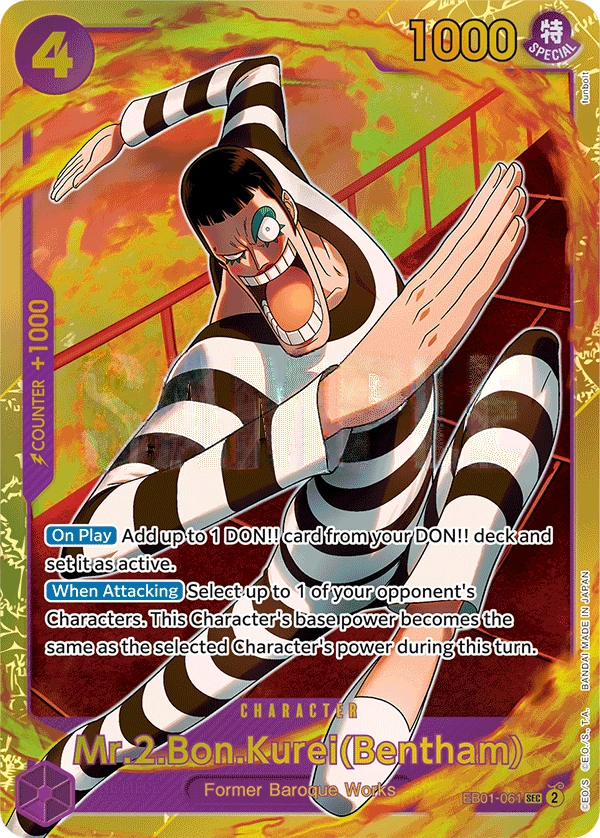 4
1000
特
SPECIAL
funbolt
COUNTER +1000
SAMPLE
On Play Add up to 1 DON!! card from your DON!! deck and
set it as active.
When Attacking Select up to 1 of your opponent's
Characters. This Character's base power becomes the
same as the selected Character's power during this turn.
©E.O/S ©E.O./S., T.A. BANDAI MADE IN JAPAN
CHARACTER
Mr.2.Bon.Kurei(Bentham)
Former Baroque Works
EB01-061 SEC 2